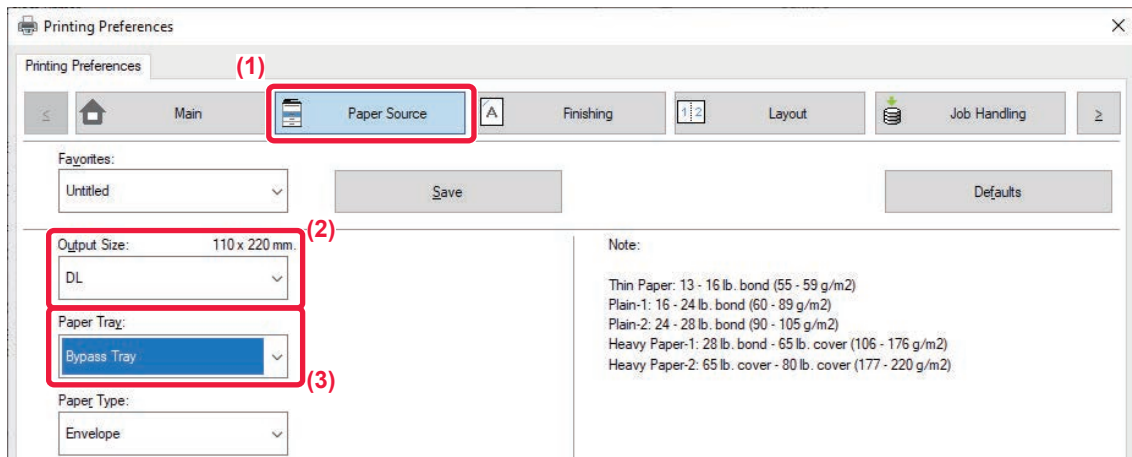 Printing Preferences
Printing Preferences
(1)
≤ Main Paper Source A Finishing 1 2 Layout Job Handling ≥
Favorites:
Untitled Save Defaults
(2)
Output Size: 110 x 220 mm.
DL
Paper Tray:
Bypass Tray
(3)
Paper Type:
Envelope
Note:
Thin Paper: 13 - 16 lb. bond (55 - 59 g/m2)
Plain-1: 16 - 24 lb. bond (60 - 89 g/m2)
Plain-2: 24 - 28 lb. bond (90 - 105 g/m2)
Heavy Paper-1: 28 lb. bond - 65 lb. cover (106 - 176 g/m2)
Heavy Paper-2: 65 lb. cover - 80 lb. cover (177 - 220 g/m2)